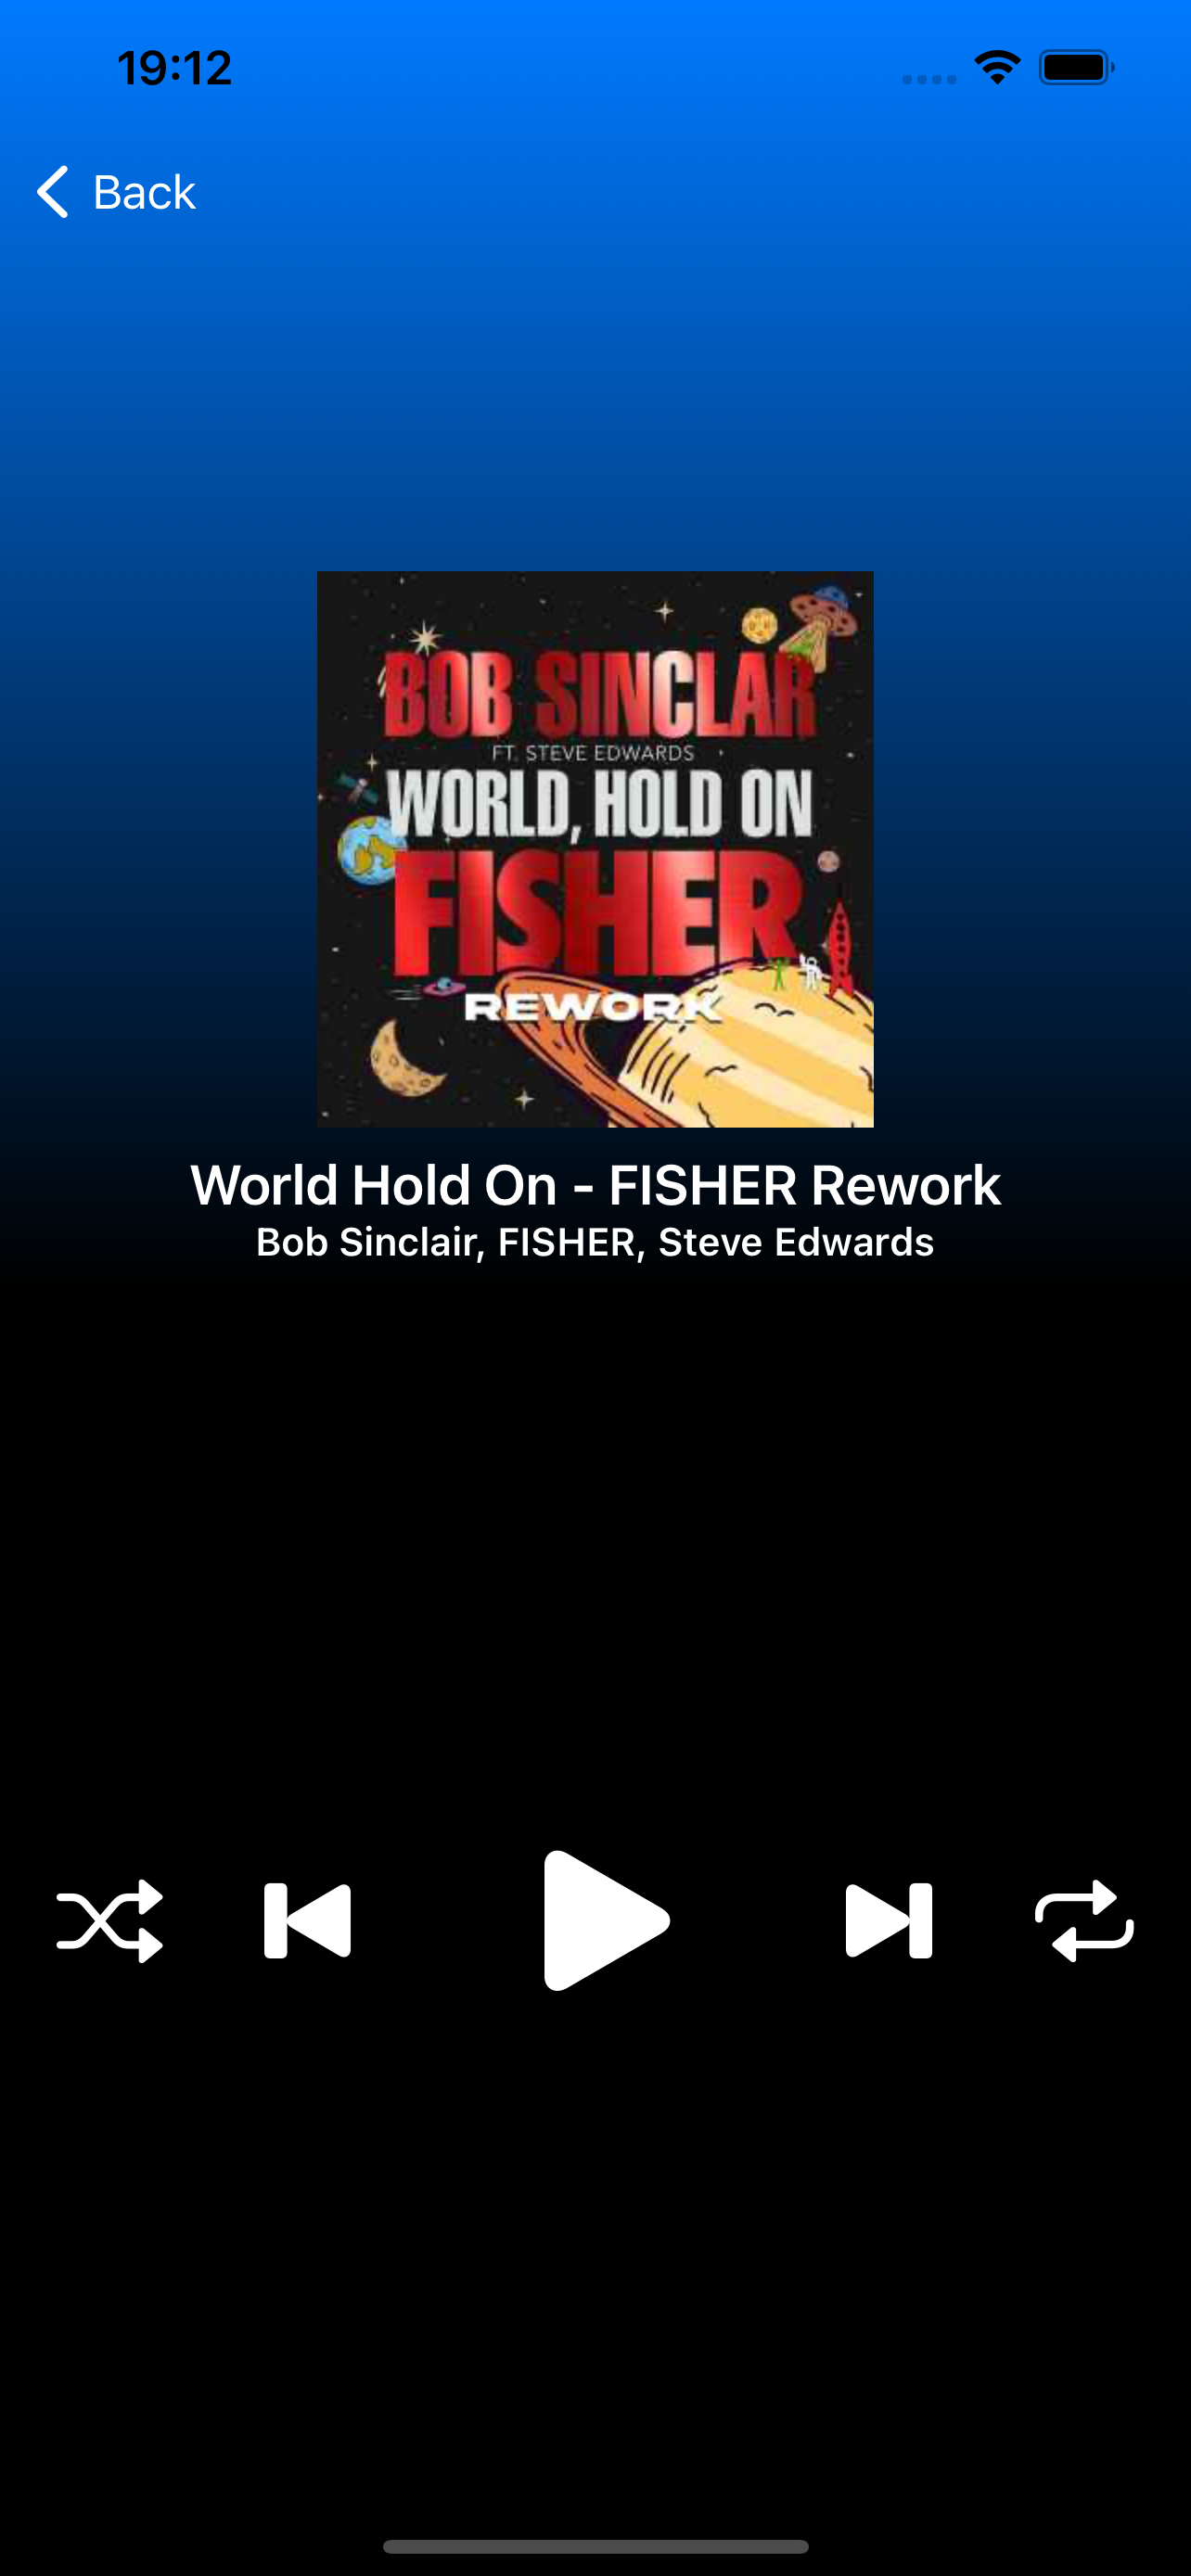 19:12
Back
BOB SINCLAR
FT. STEVE EDWARDS
WORLD, HOLD ON
FISHER
REWORK
World Hold On - FISHER Rework
Bob Sinclair, FISHER, Steve Edwards